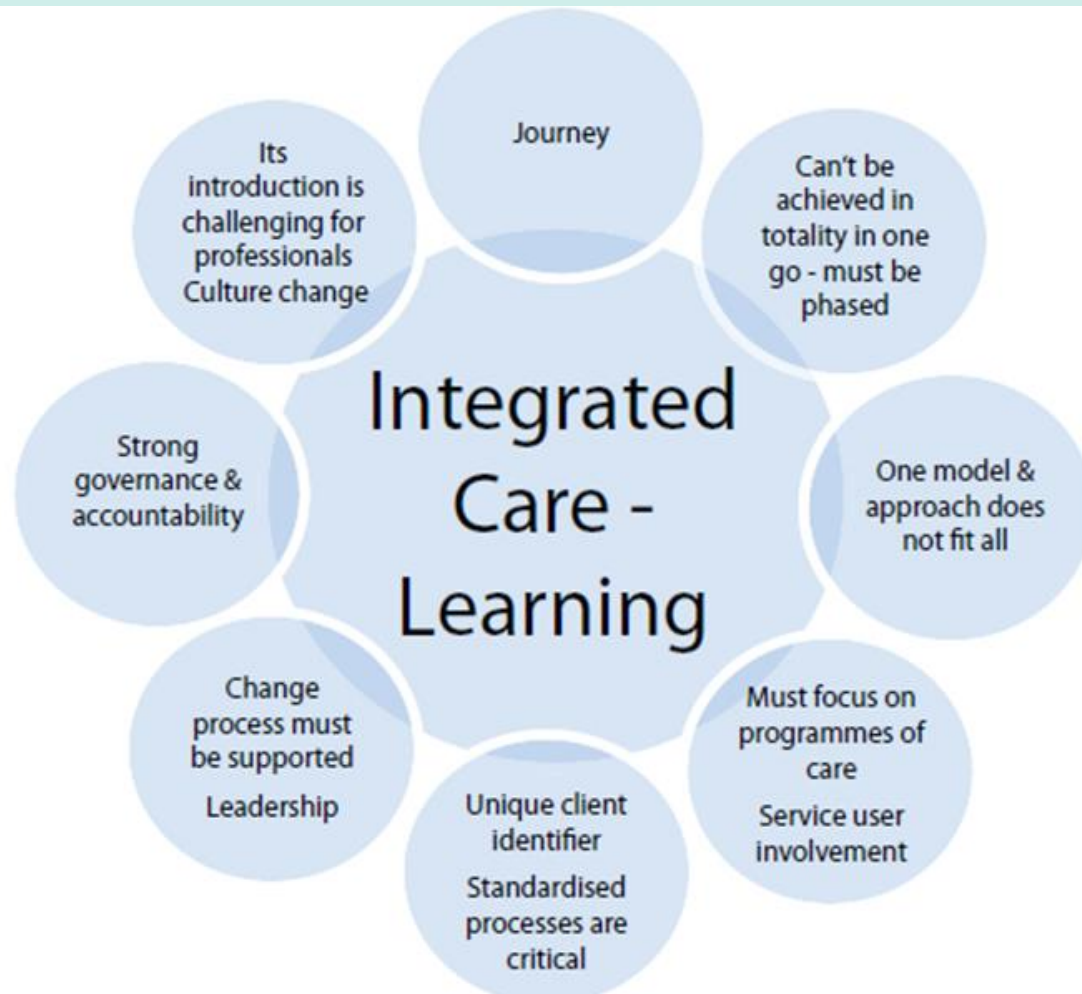 Journey
Can't be
achieved in
totality in one
go - must be
phased
One model &
approach does
not fit all
Must focus on
programmes of
care
Service user
involvement
Unique client
identifier
Standardised
processes are
critical
Change
process must
be supported
Leadership
Strong
governance &
accountability
Its
introduction is
challenging for
professionals
Culture change
Integrated
Care -
Learning